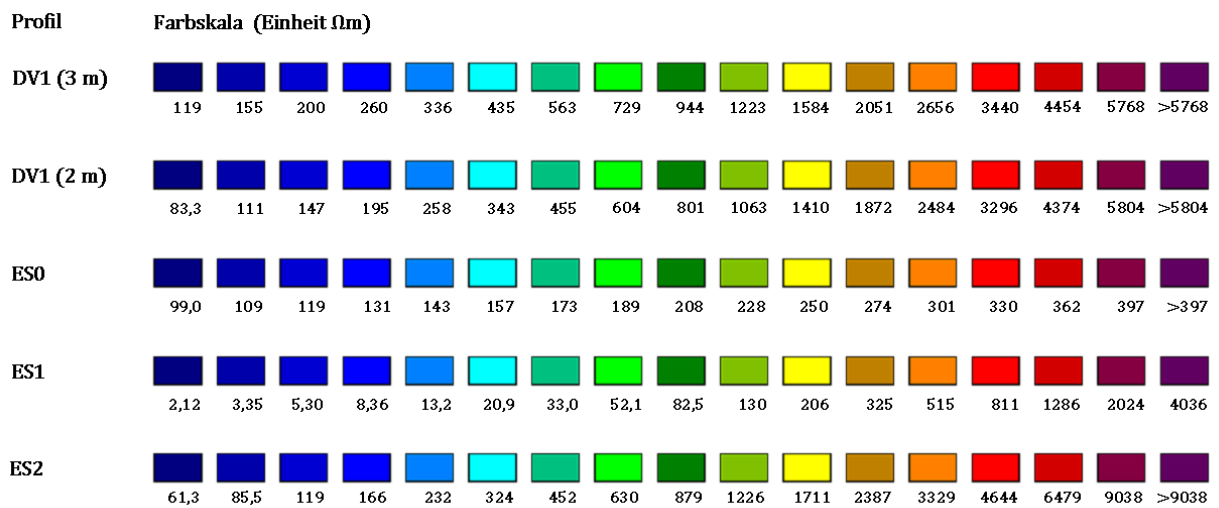 Profil Farbskala (Einheit Ωm)
DV1 (3 m)
119 155 200 260 336 435 563 729 944 1223 1584 2051 2656 3440 4454 5768 >5768
DV1 (2 m)
83,3 111 147 195 258 343 455 604 801 1063 1410 1872 2484 3296 4374 5804 >5804
ES0
99,0 109 119 131 143 157 173 189 208 228 250 274 301 330 362 397 >397
ES1
2,12 3,35 5,30 8,36 13,2 20,9 33,0 52,1 82,5 130 206 325 515 811 1286 2024 4036
ES2
61,3 85,5 119 166 232 324 452 630 879 1226 1711 2387 3329 4644 6479 9038 >9038